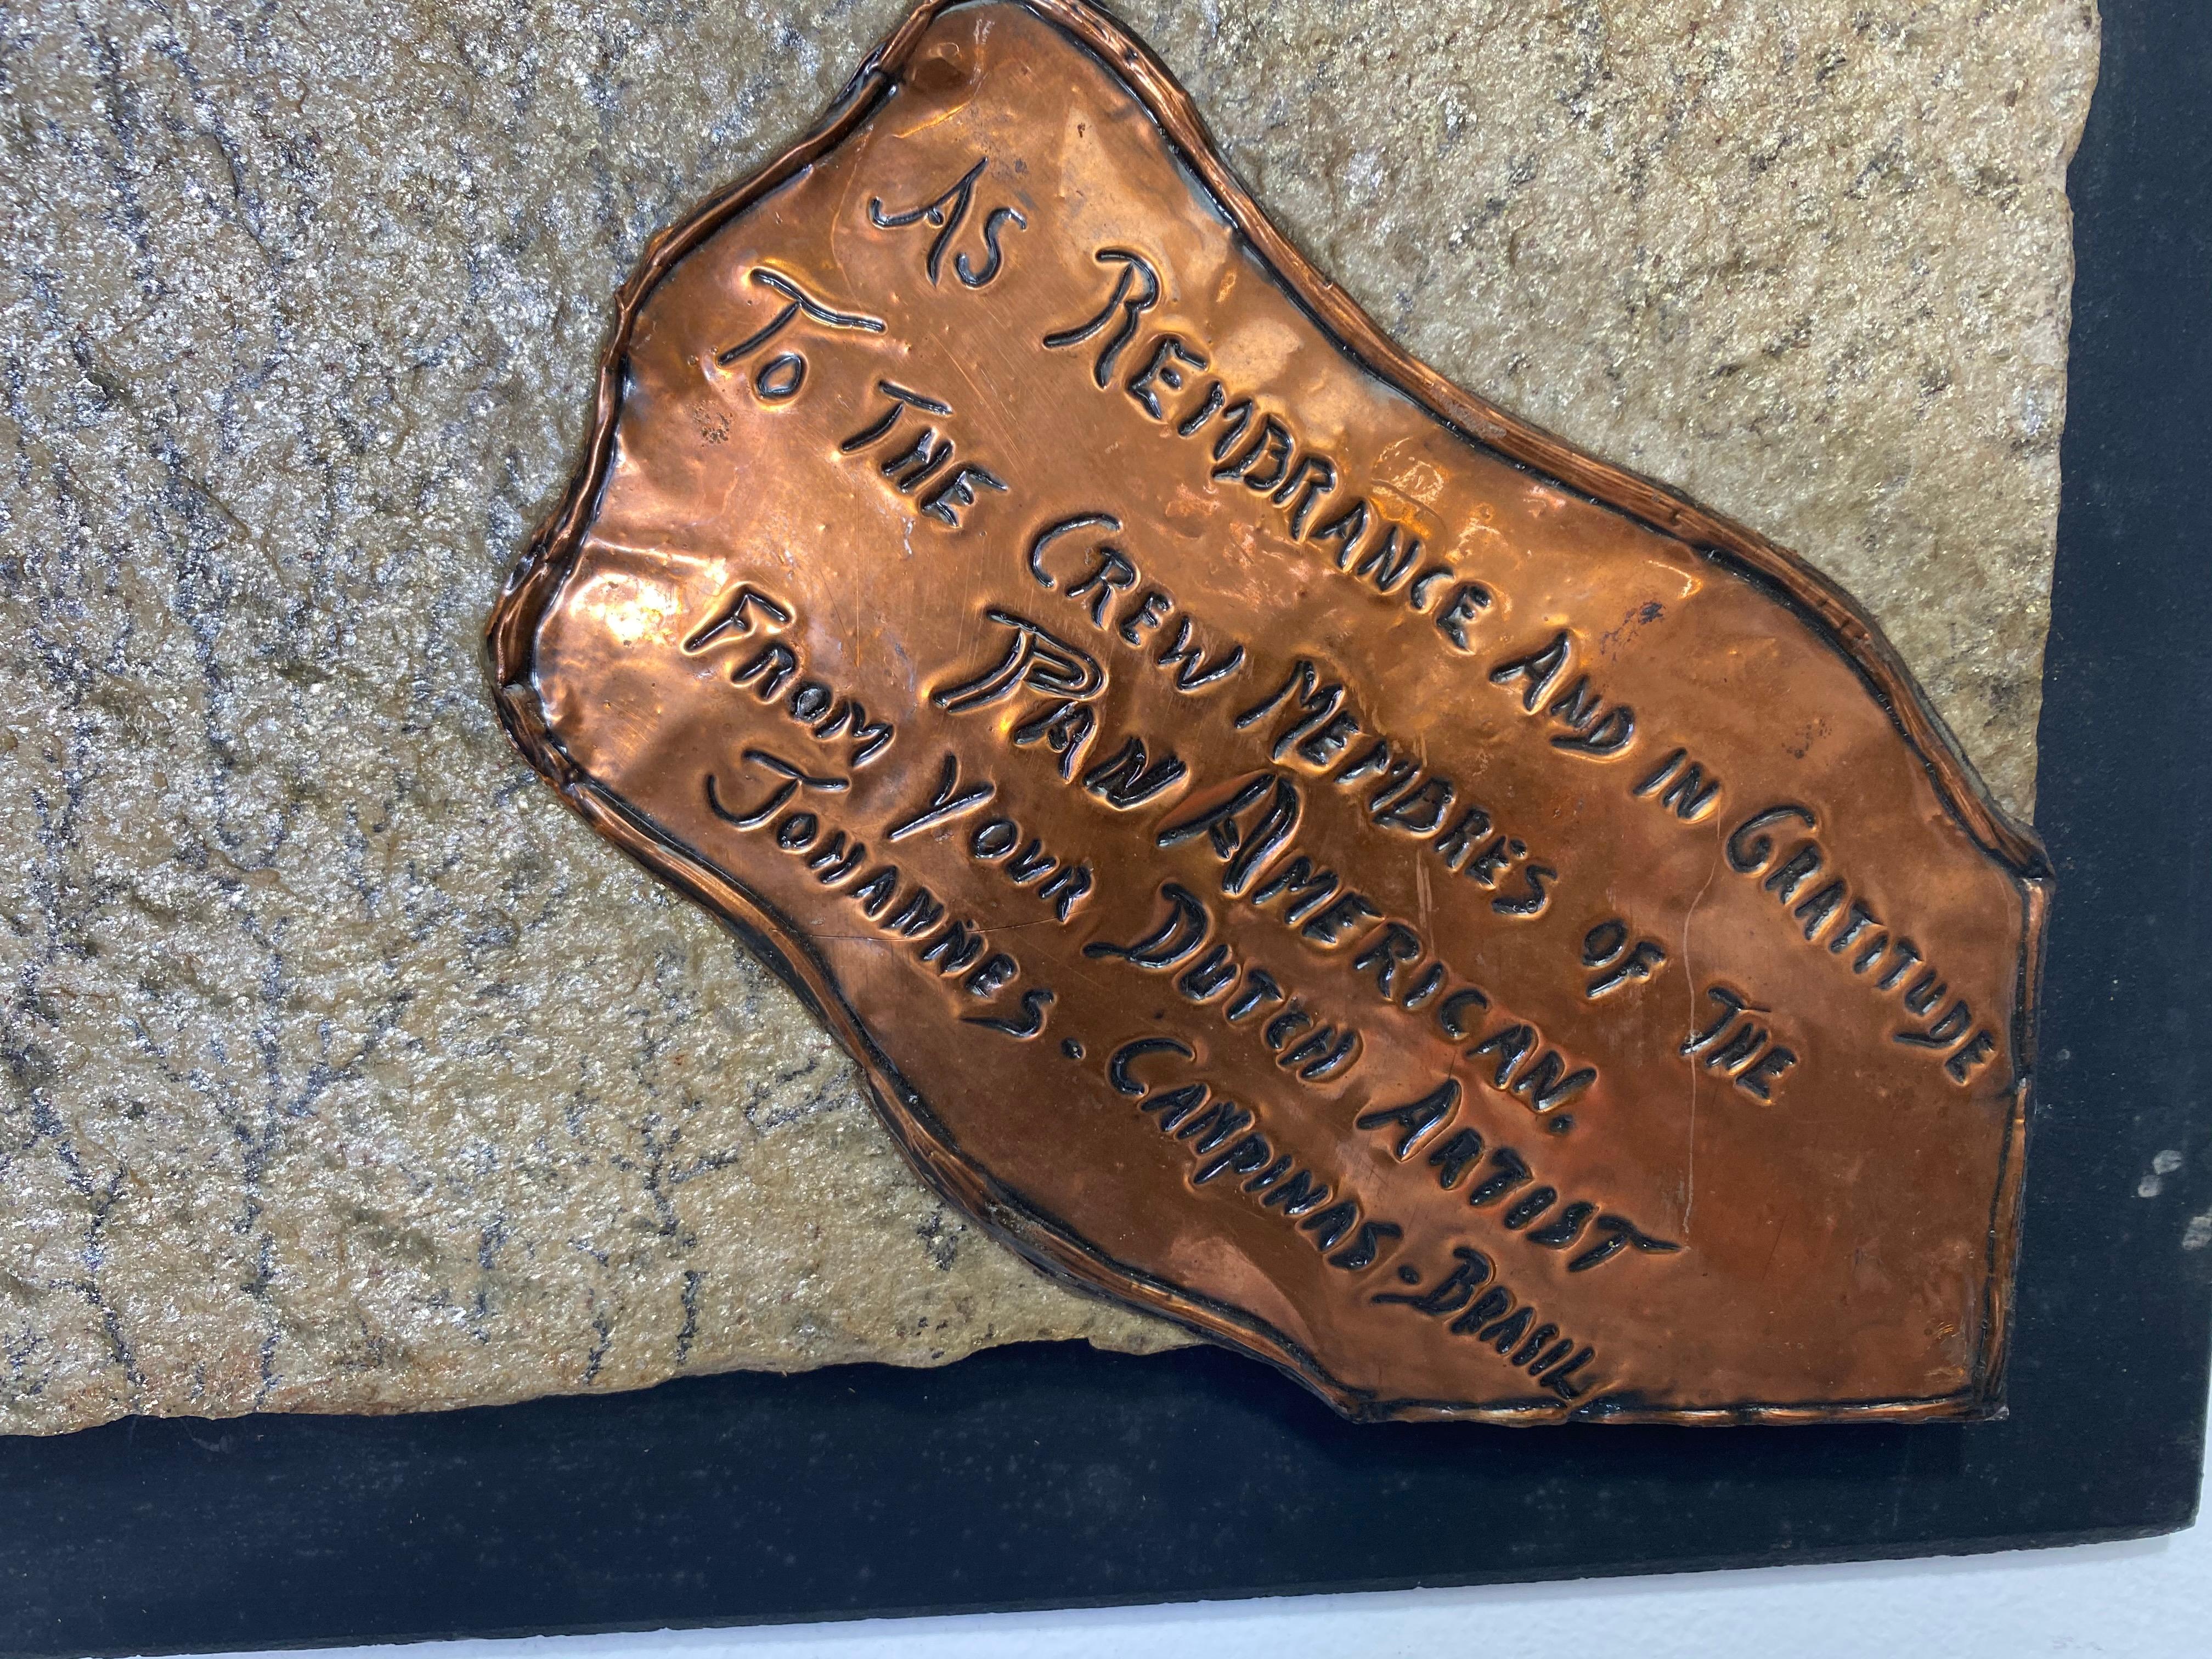 AS REMBRANCE AND IN GRATITUDE
TO THE CREW MEMBRES OF THE
PAN AMERICAN.
FROM YOUR DUTCH ARTIST
JOHANNES. CAMPINAS-BRASIL